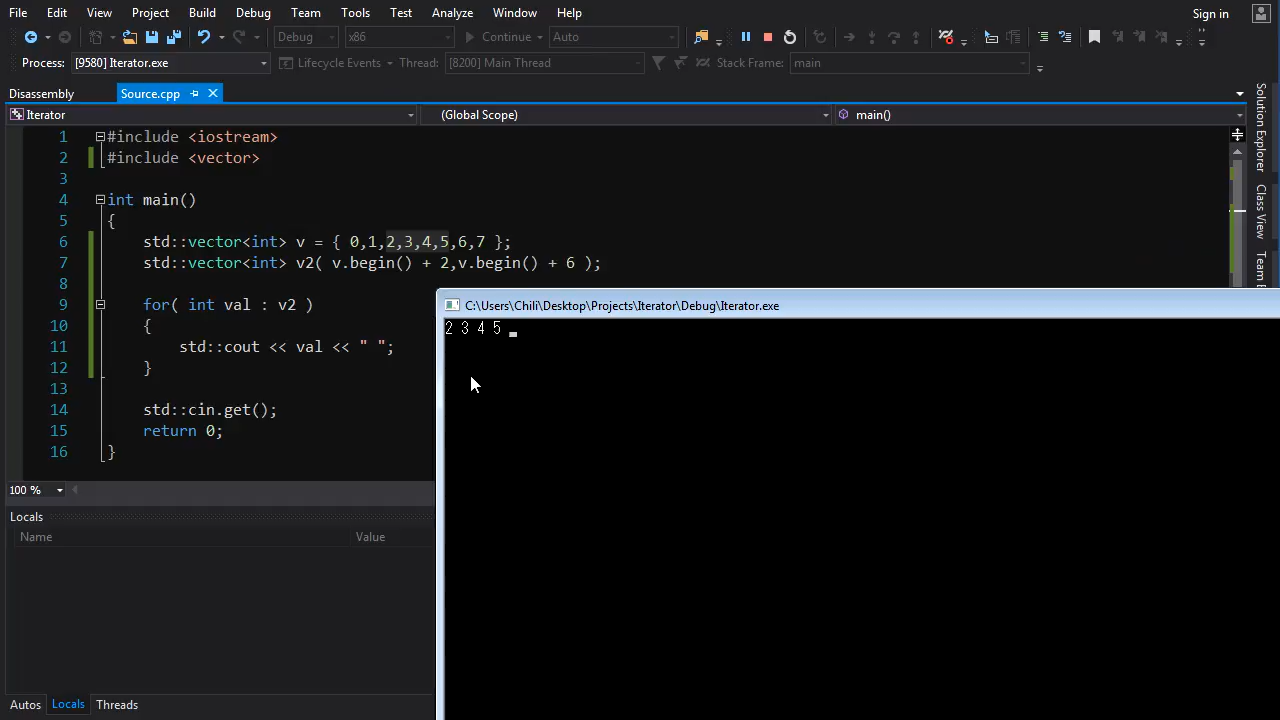 File Edit View Project Build Debug Team Tools Test Analyze Window Help Sign in
Debug x86 Continue Auto
Process: [9580] Iterator.exe Lifecycle Events Thread: [8200] Main Thread Stack Frame: main
Disassembly Source.cpp
Iterator (Global Scope) main()
1 #include <iostream>
2 #include <vector>
3
4 int main()
5 {
6 std::vector<int> v = { 0,1,2,3,4,5,6,7 };
7 std::vector<int> v2( v.begin() + 2,v.begin() + 6 );
8
9 for( int val : v2 )
10 {
11 std::cout << val << " ";
12 }
13
14 std::cin.get();
15 return 0;
16 }
100 %
Locals
Name Value
Autos Locals Threads
C:\Users\Chili\Desktop\Projects\Iterator\Debug\Iterator.exe
2 3 4 5
Solution Explorer
Class View